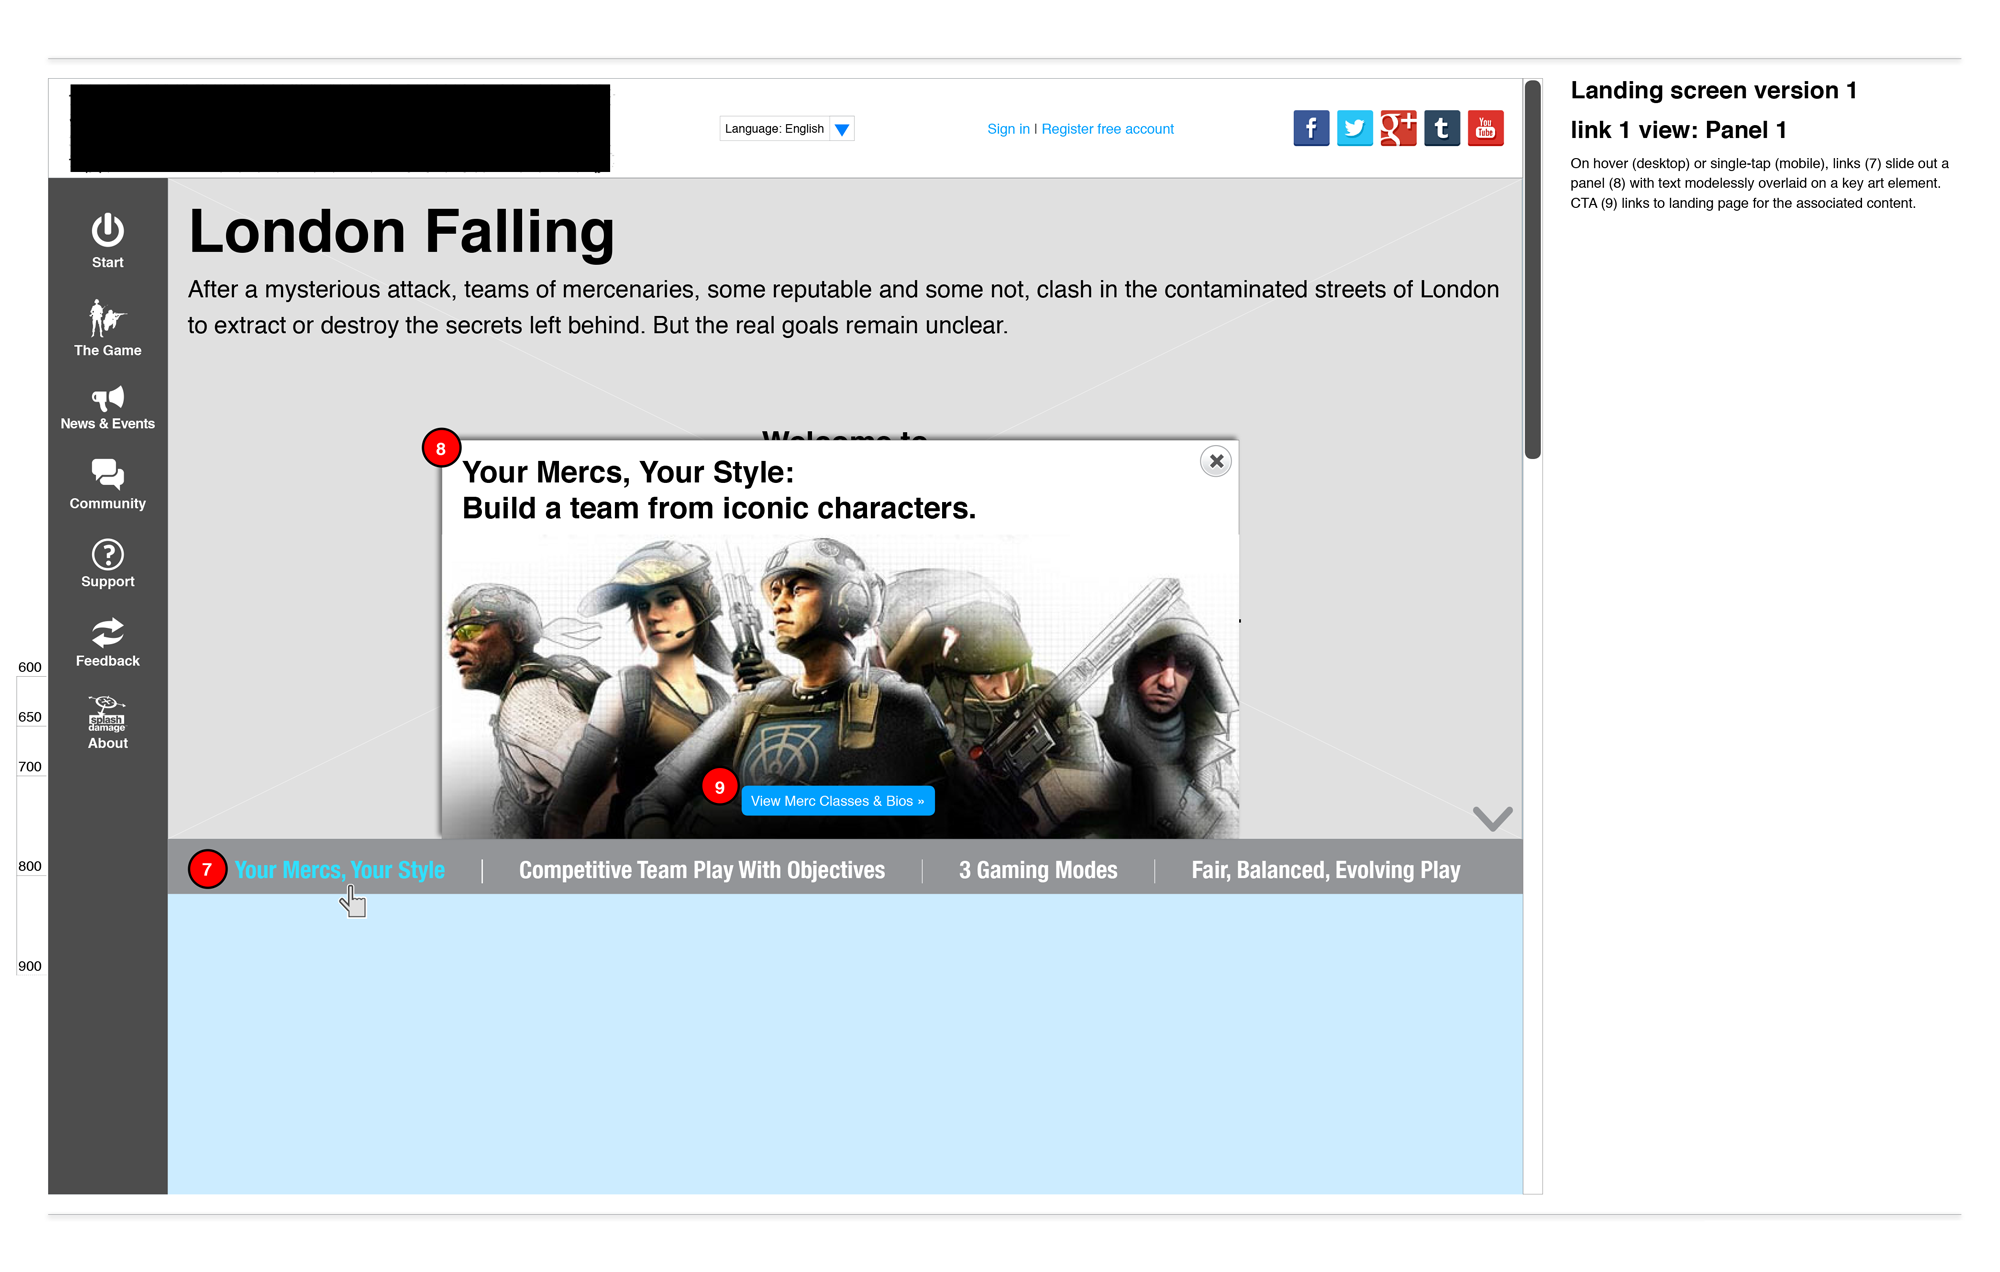 Landing screen version 1
link 1 view: Panel 1
On hover (desktop) or single-tap (mobile), links (7) slide out a
panel (8) with text modelessly overlaid on a key art element.
CTA (9) links to landing page for the associated content.
Language: English
Sign in | Register free account
f
g+
t
You
Tube
Start
The Game
News & Events
Community
?
Support
Feedback
splash
damage
About
London Falling
After a mysterious attack, teams of mercenaries, some reputable and some not, clash in the contaminated streets of London
to extract or destroy the secrets left behind. But the real goals remain unclear.
Welcome to
8
Your Mercs, Your Style:
Build a team from iconic characters.
9
View Merc Classes & Bios »
7
Your Mercs, Your Style
Competitive Team Play With Objectives
3 Gaming Modes
Fair, Balanced, Evolving Play
600
650
700
800
900